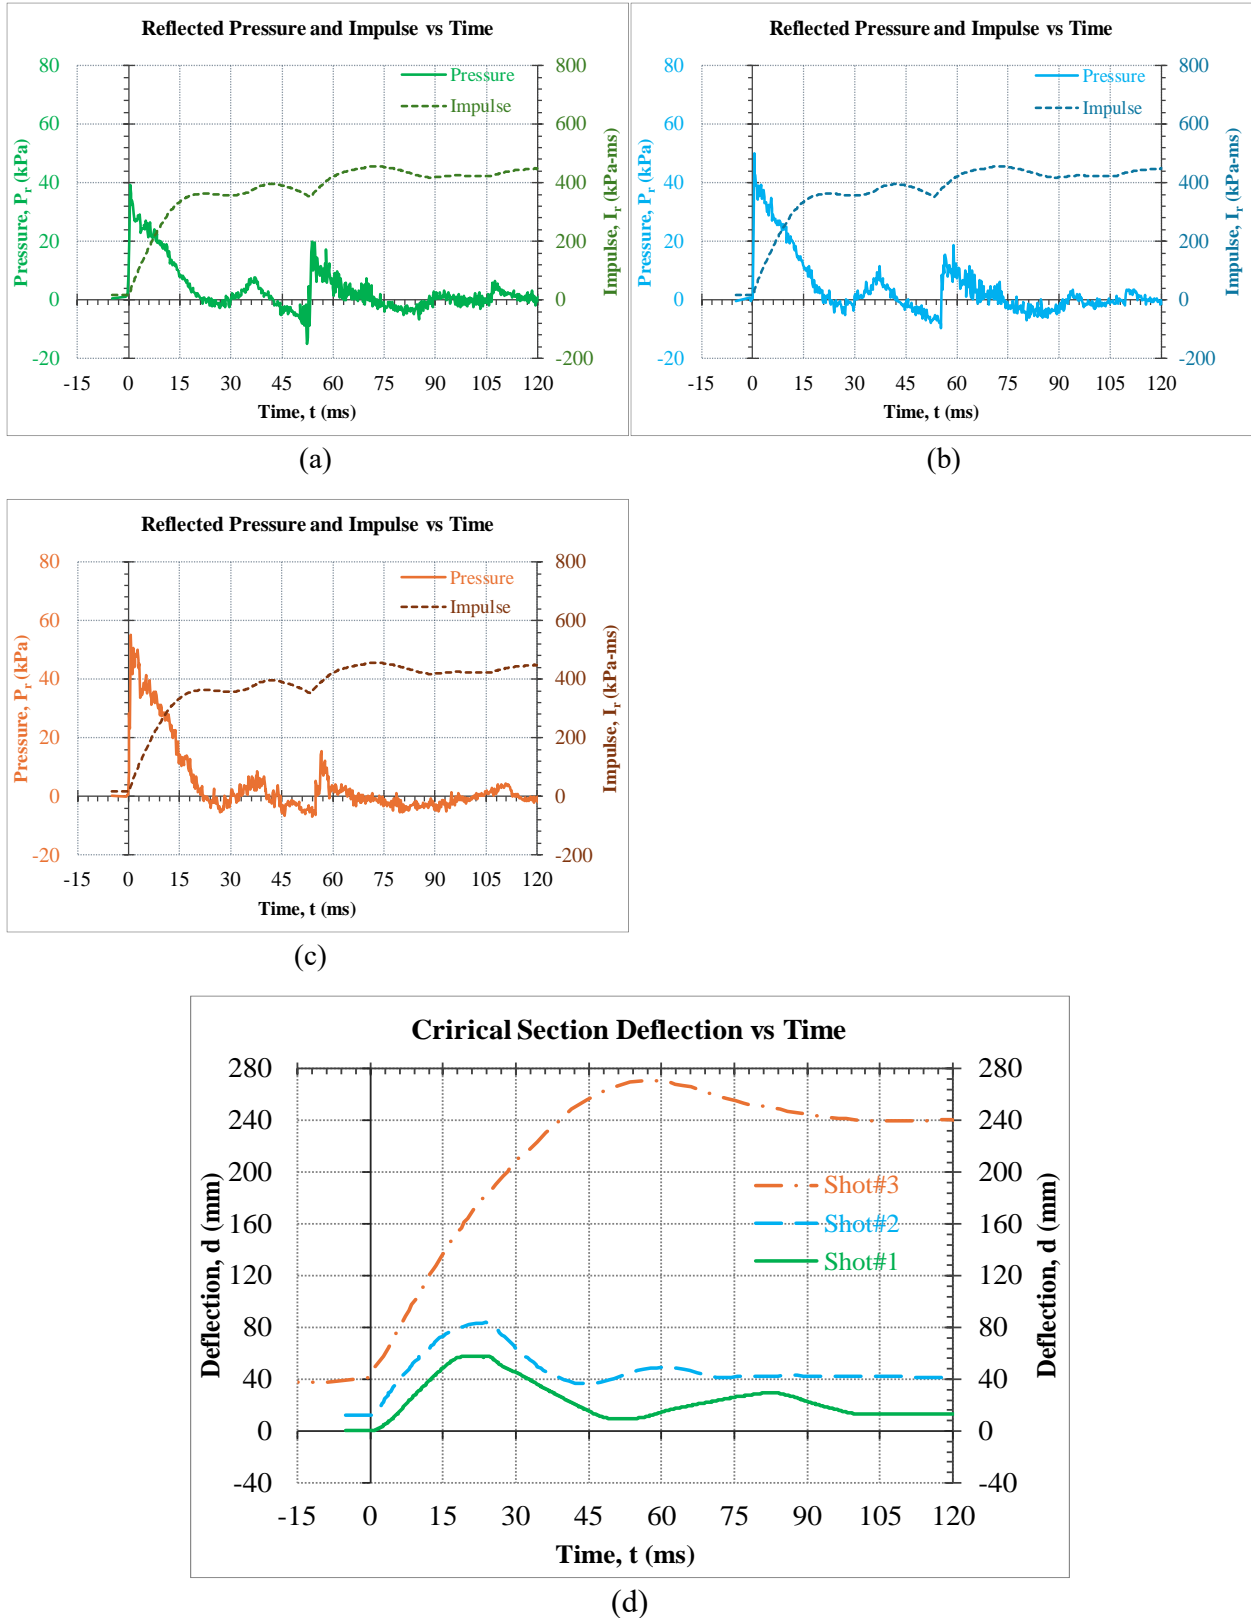 Reflected Pressure and Impulse vs Time
80
60
40
20
0
-20
Pressure, Pr (kPa)
800
600
400
200
0
-200
Impulse, Ir (kPa-ms)
Pressure
Impulse
-15 0 15 30 45 60 75 90 105 120
Time, t (ms)
(a)
Reflected Pressure and Impulse vs Time
80
60
40
20
0
-20
Pressure, Pr (kPa)
800
600
400
200
0
-200
Impulse, Ir (kPa-ms)
Pressure
Impulse
-15 0 15 30 45 60 75 90 105 120
Time, t (ms)
(b)
Reflected Pressure and Impulse vs Time
80
60
40
20
0
-20
Pressure, Pr (kPa)
800
600
400
200
0
-200
Impulse, Ir (kPa-ms)
Pressure
Impulse
-15 0 15 30 45 60 75 90 105 120
Time, t (ms)
(c)
Crirical Section Deflection vs Time
280
240
200
160
120
80
40
0
-40
Deflection, d (mm)
280
240
200
160
120
80
40
0
-40
Deflection, d (mm)
Shot#3
Shot#2
Shot#1
-15 0 15 30 45 60 75 90 105 120
Time, t (ms)
(d)